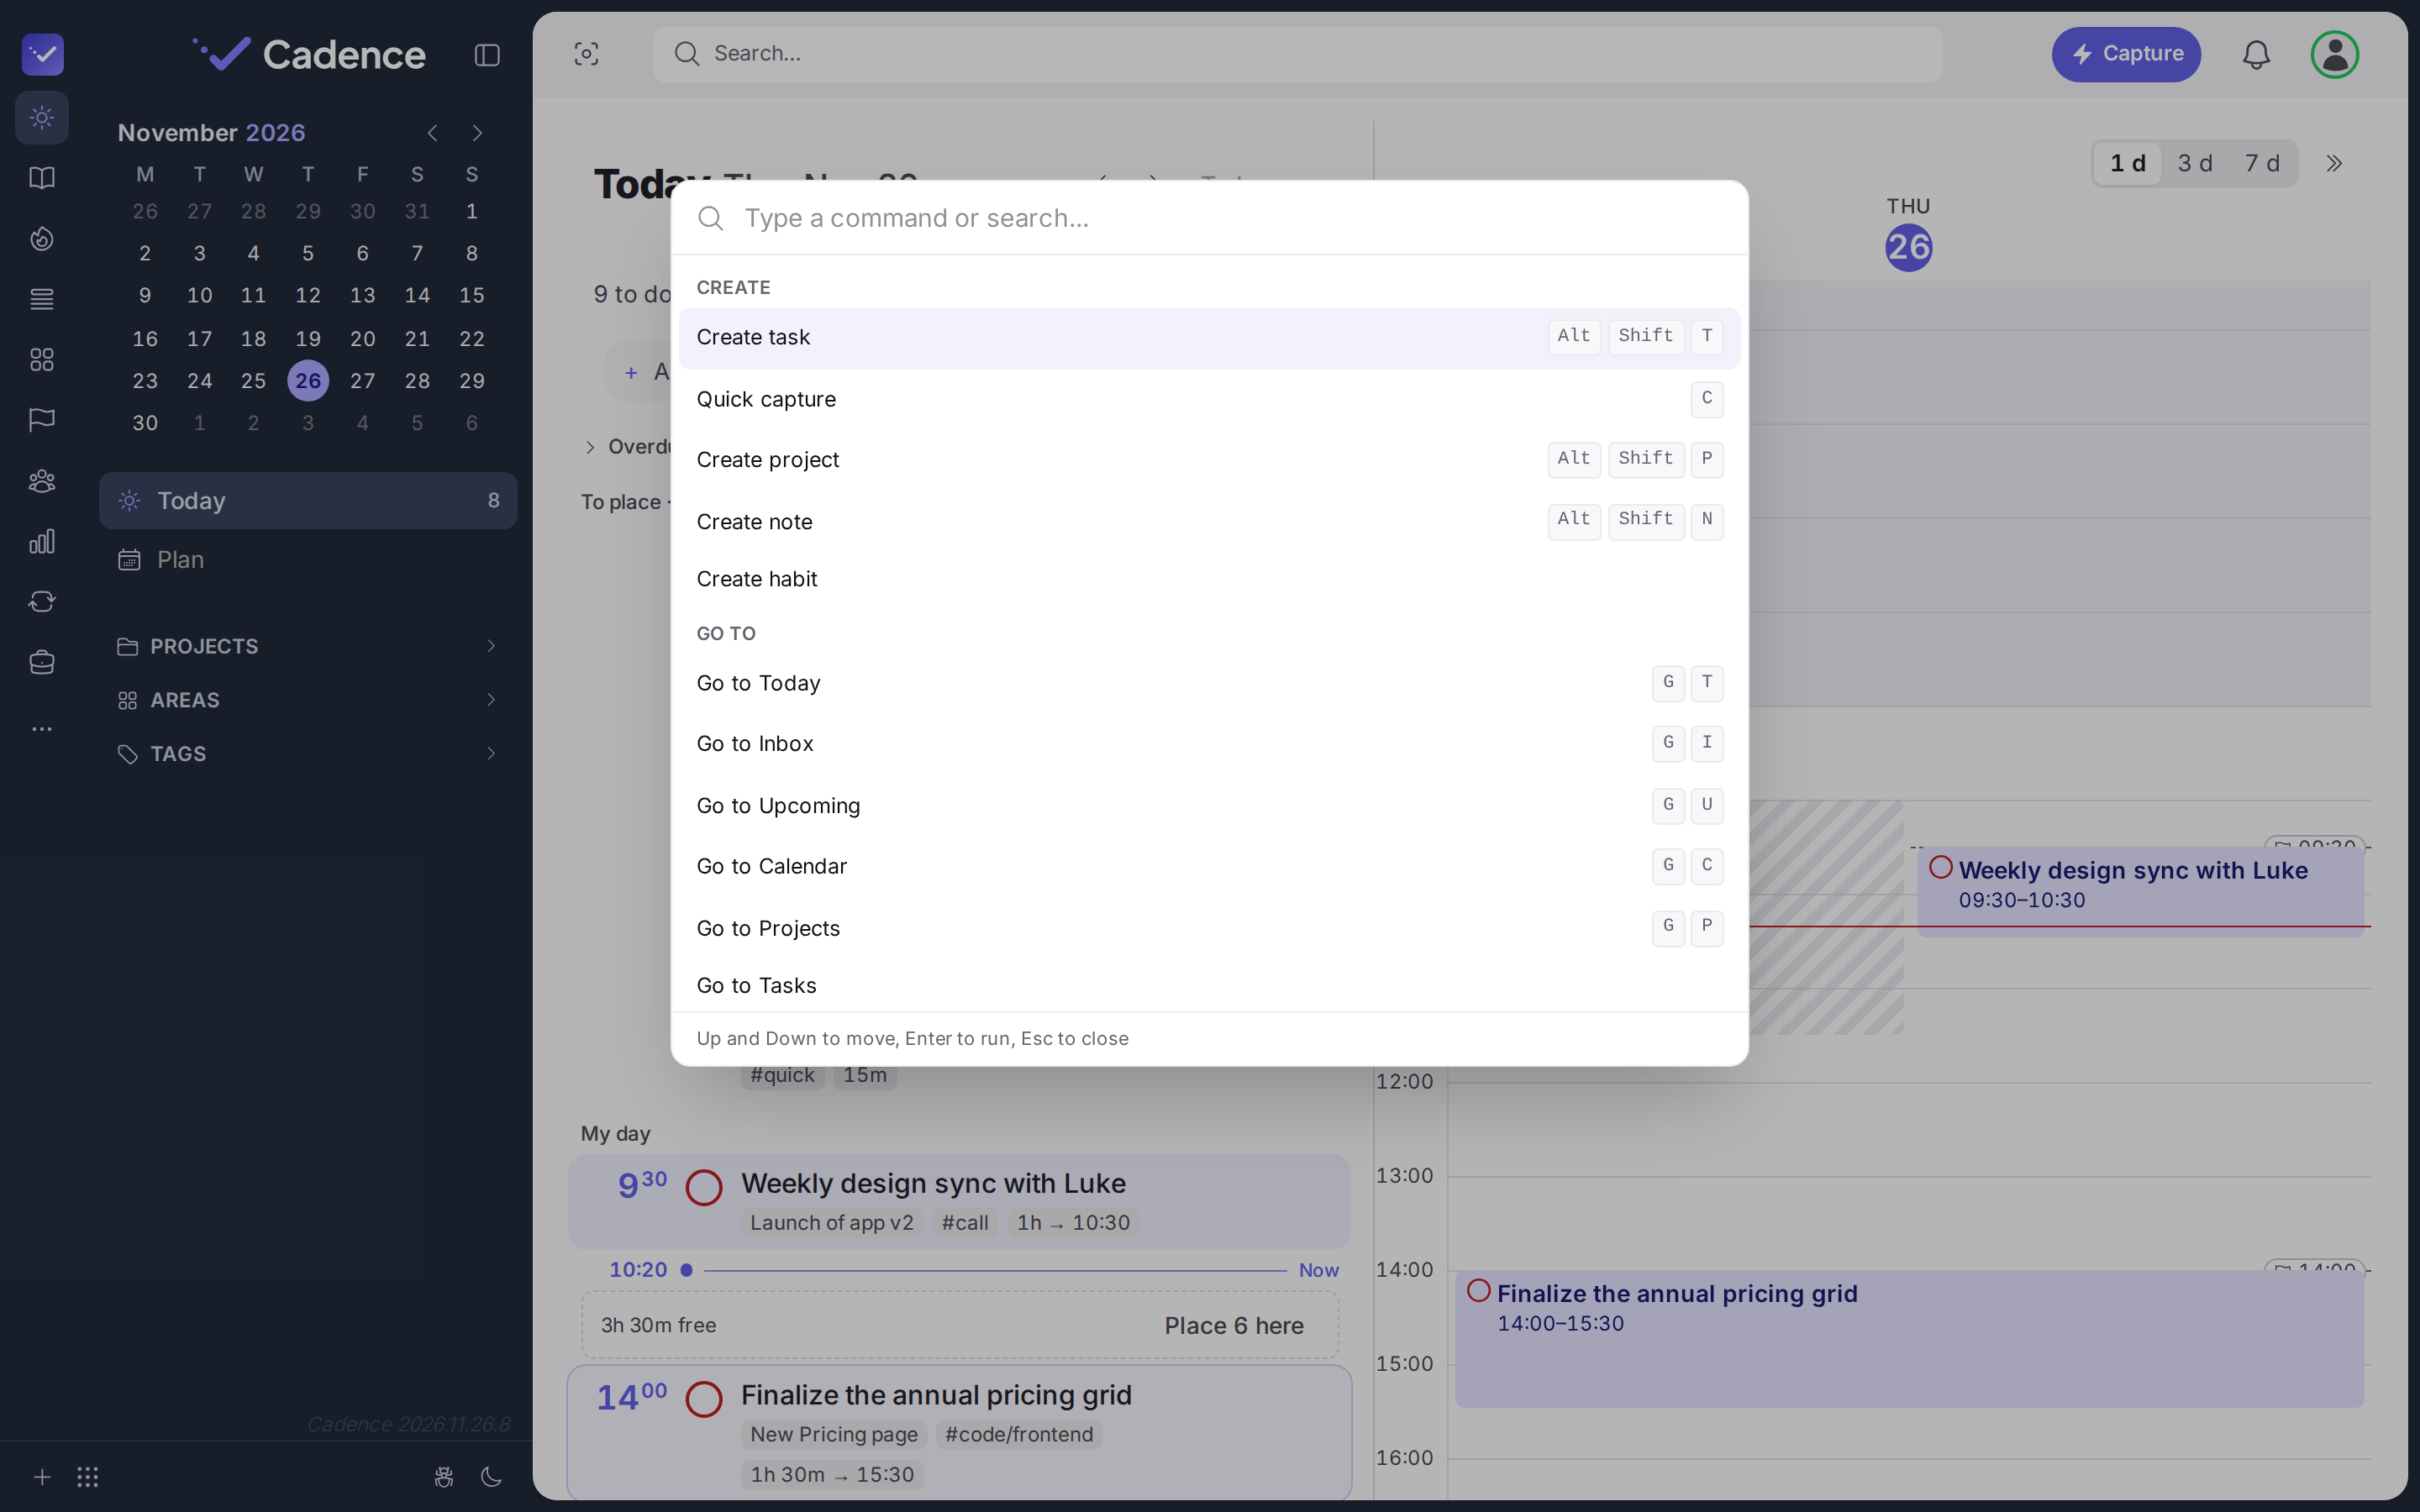 Cadence
November 2026
M T W T F S S
26 27 28 29 30 31 1
2 3 4 5 6 7 8
9 10 11 12 13 14 15
16 17 18 19 20 21 22
23 24 25 26 27 28 29
30 1 2 3 4 5 6
Today 8
Plan
PROJECTS
AREAS
TAGS
Cadence 2026.11.26.8
Search...
Capture
Today
1 d 3 d 7 d
THU
26
9 to do
To place
Type a command or search...
CREATE
Create task Alt Shift T
Quick capture C
Create project Alt Shift P
Create note Alt Shift N
Create habit
GO TO
Go to Today G T
Go to Inbox G I
Go to Upcoming G U
Go to Calendar G C
Go to Projects G P
Go to Tasks
Up and Down to move, Enter to run, Esc to close
#quick 15m
My day
9 30 Weekly design sync with Luke
Launch of app v2 #call 1h → 10:30
10:20 Now
3h 30m free Place 6 here
14 00 Finalize the annual pricing grid
New Pricing page #code/frontend
1h 30m → 15:30
Weekly design sync with Luke
09:30–10:30
12:00
13:00
14:00
Finalize the annual pricing grid
14:00–15:30
15:00
16:00